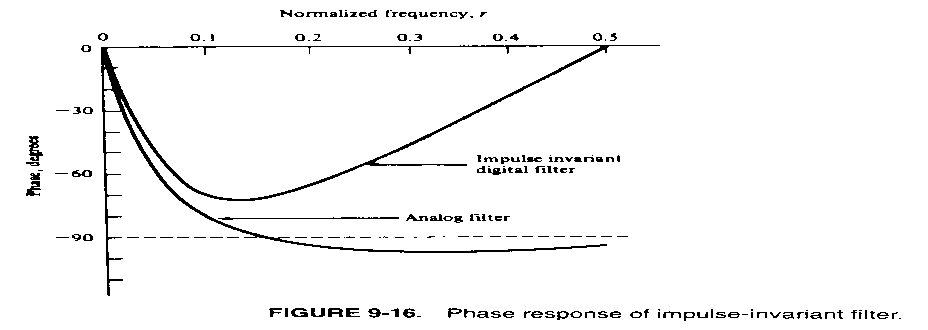 Normalized frequency, r
0 0.1 0.2 0.3 0.4 0.5
0
−30
−60
−90
Phase, degrees
Impulse invariant
digital filter
Analog filter
FIGURE 9-16. Phase response of impulse-invariant filter.